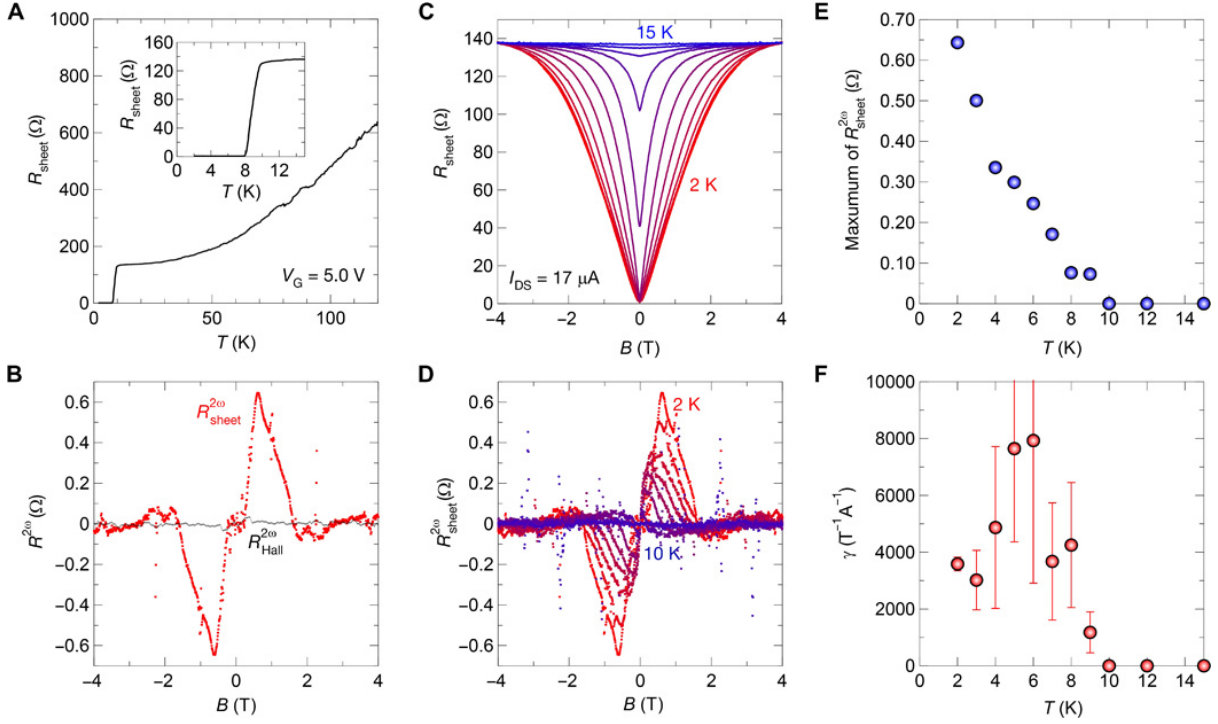 A
1000
800
600
400
200
0
R_sheet (Ω)
50
100
T (K)
V_G = 5.0 V
160
120
80
40
0
R_sheet (Ω)
0 2 4 6 8 10 12
T (K)
C
140
120
100
80
60
40
20
0
R_sheet (Ω)
15 K
2 K
I_DS = 17 μA
−4 −2 0 2 4
B (T)
E
0.70
0.60
0.50
0.40
0.30
0.20
0.10
0.00
Maxumum of R^2ω_sheet (Ω)
0 2 4 6 8 10 12 14
T (K)
B
0.6
0.4
0.2
0
−0.2
−0.4
−0.6
R^2ω (Ω)
R^2ω_sheet
R^2ω_Hall
−4 −2 0 2 4
B (T)
D
0.6
0.4
0.2
0
−0.2
−0.4
−0.6
R^2ω_sheet (Ω)
2 K
10 K
−4 −2 0 2 4
B (T)
F
10000
8000
6000
4000
2000
0
γ (T⁻¹A⁻¹)
0 2 4 6 8 10 12 14
T (K)